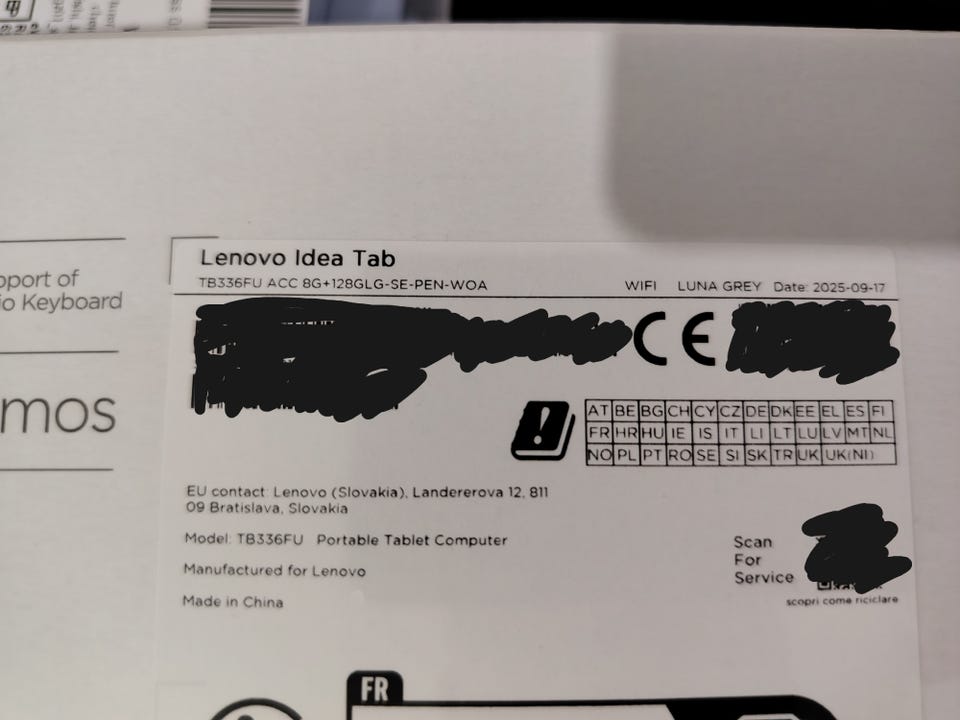 pport of
io Keyboard
mos
Lenovo Idea Tab
TB336FU ACC 8G+128GLG-SE-PEN-WOA WIFI LUNA GREY Date: 2025-09-17
CE
AT BE BG CH CY CZ DE DK EE EL ES FI
FR HR HU IE IS IT LI LT LU LV MT NL
NO PL PT RO SE SI SK TR UK UK(NI)
EU contact: Lenovo (Slovakia), Landererova 12, 811
09 Bratislava, Slovakia
Model: TB336FU Portable Tablet Computer
Manufactured for Lenovo
Made in China
Scan
For
Service
scopri come riciclare
FR